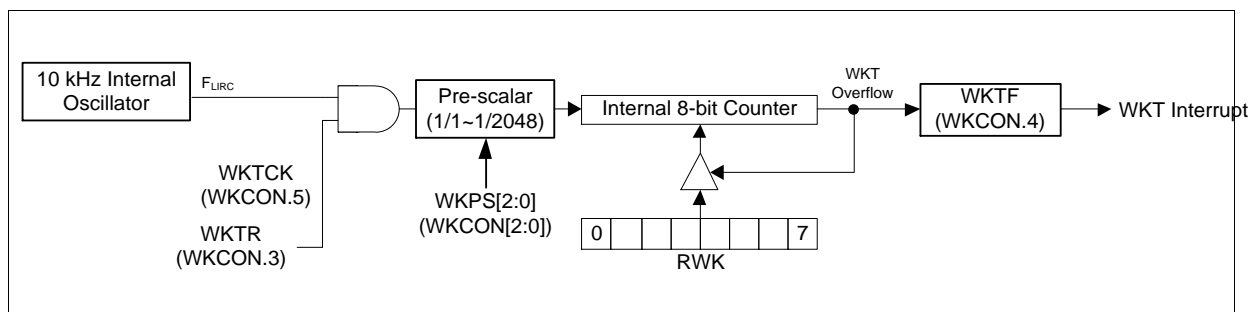 10 kHz Internal
Oscillator
FLIRC
WKTCK
(WKCON.5)
WKTR
(WKCON.3)
Pre-scalar
(1/1~1/2048)
WKPS[2:0]
(WKCON[2:0])
Internal 8-bit Counter
0 7
RWK
WKT
Overflow
WKTF
(WKCON.4)
WKT Interrupt